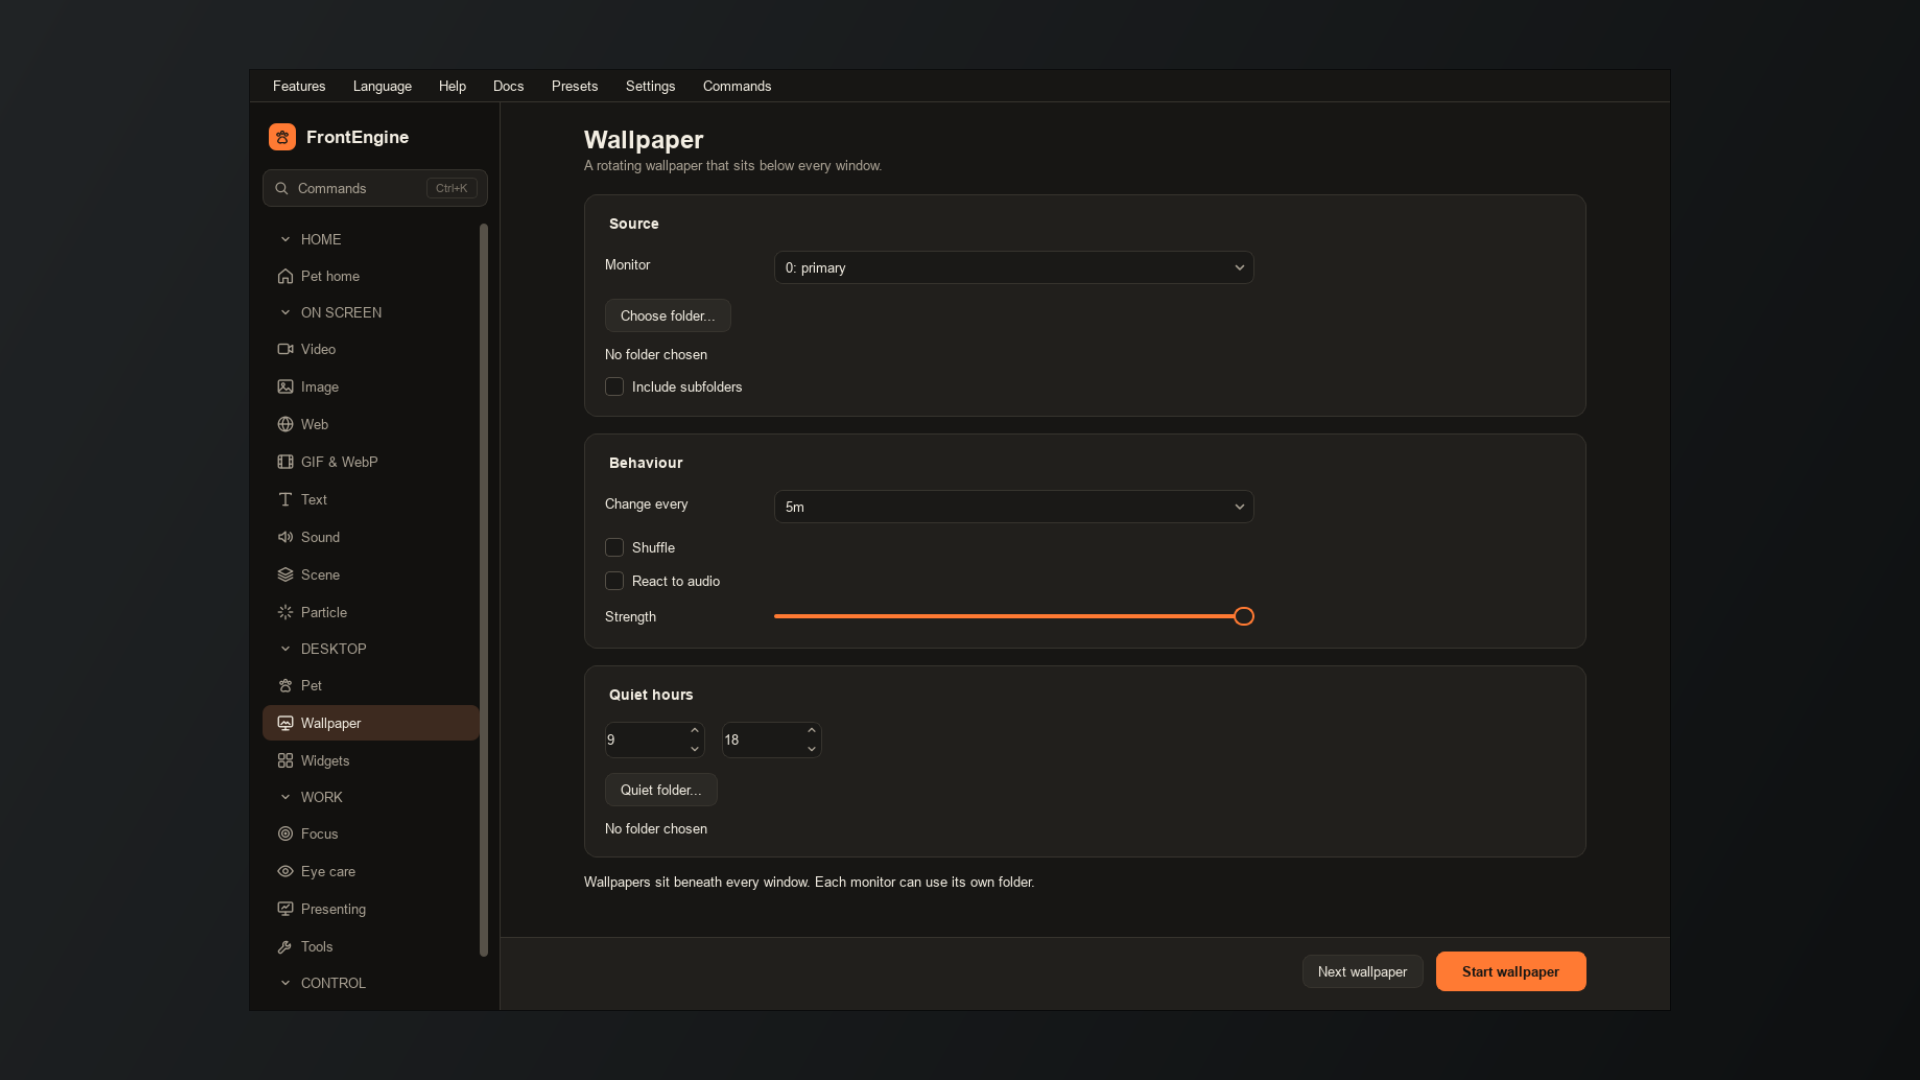 Features Language Help Docs Presets Settings Commands
FrontEngine
Commands Ctrl+K
HOME
Pet home
ON SCREEN
Video
Image
Web
GIF & WebP
Text
Sound
Scene
Particle
DESKTOP
Pet
Wallpaper
Widgets
WORK
Focus
Eye care
Presenting
Tools
CONTROL
Wallpaper
A rotating wallpaper that sits below every window.
Source
Monitor 0: primary
Choose folder...
No folder chosen
Include subfolders
Behaviour
Change every 5m
Shuffle
React to audio
Strength
Quiet hours
9 18
Quiet folder...
No folder chosen
Wallpapers sit beneath every window. Each monitor can use its own folder.
Next wallpaper Start wallpaper